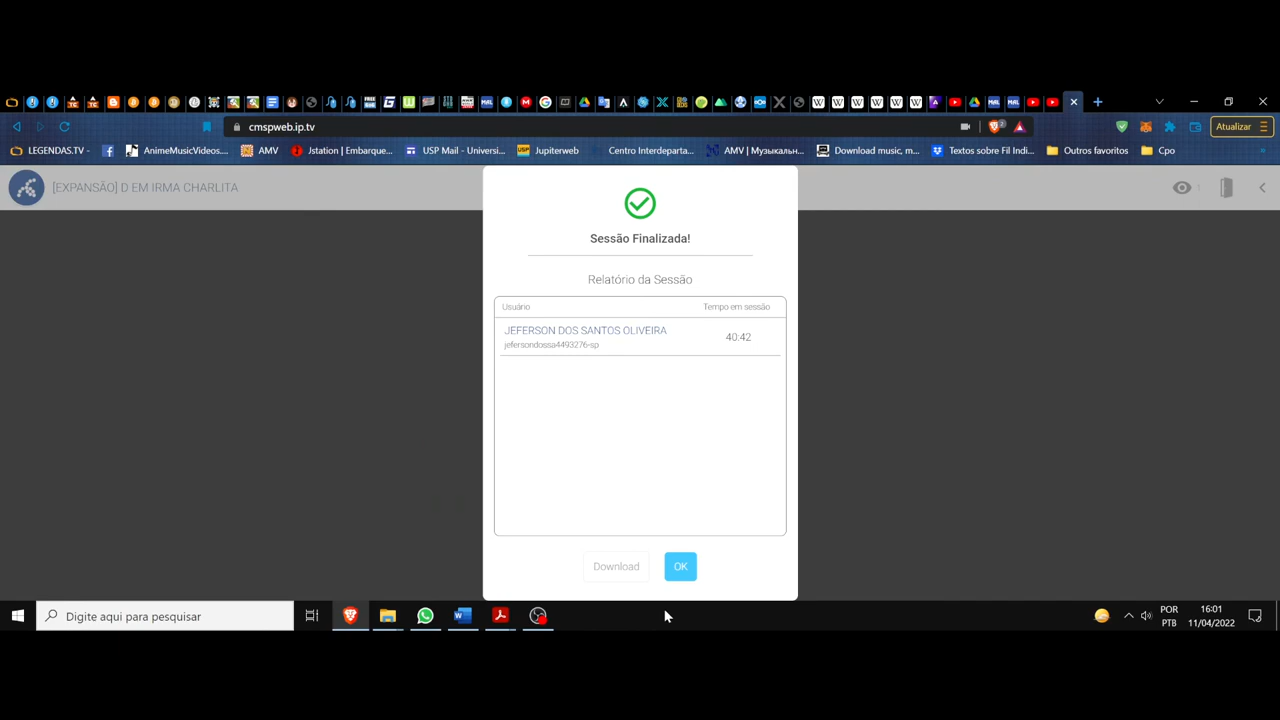 cmspweb.ip.tv
Atualizar
LEGENDAS.TV -
AnimeMusicVideos....
AMV
Jstation | Embarque...
USP Mail - Universi...
Jupiterweb
Centro Interdeparta...
AMV | Музыкальн...
Download music, m...
Textos sobre Fil Indi...
Outros favoritos
Cpo
[EXPANSÃO] D EM IRMA CHARLITA
Sessão Finalizada!
Relatório da Sessão
Usuário Tempo em sessão
JEFERSON DOS SANTOS OLIVEIRA
jefersondossa4493276-sp
40:42
Download OK
Digite aqui para pesquisar
POR 16:01
PTB 11/04/2022